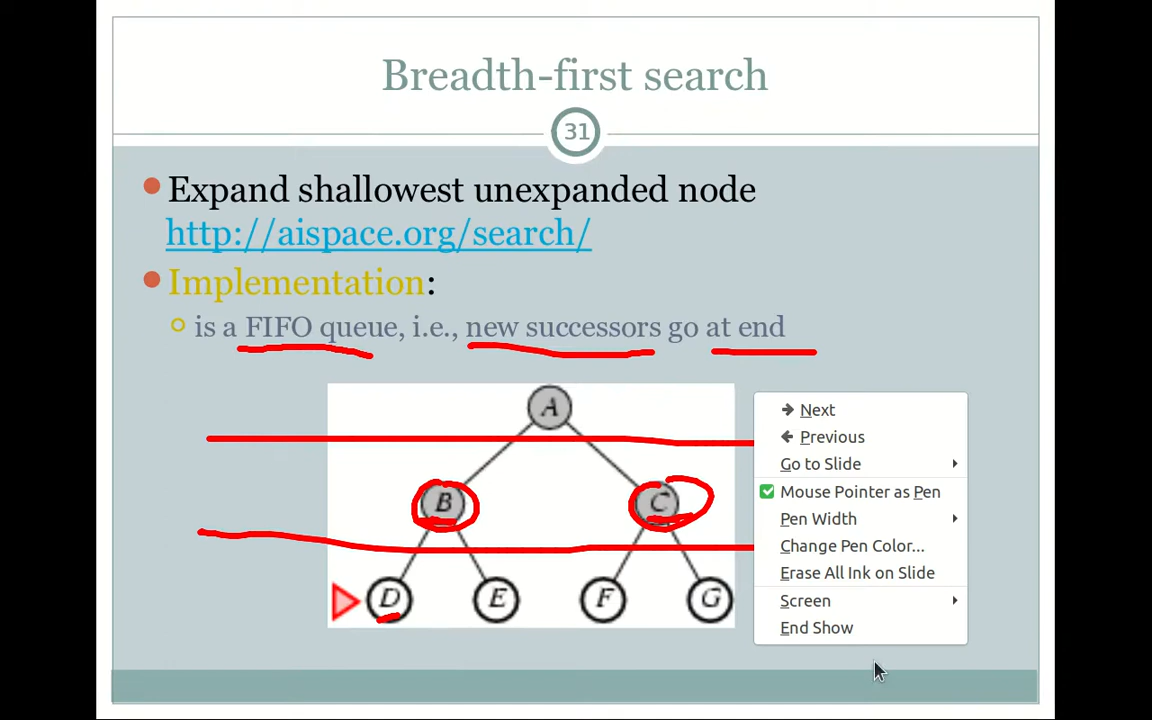 Breadth-first search
31
Expand shallowest unexpanded node
http://aispace.org/search/
Implementation:
is a FIFO queue, i.e., new successors go at end
A
B C
D E F G
Next
Previous
Go to Slide
Mouse Pointer as Pen
Pen Width
Change Pen Color...
Erase All Ink on Slide
Screen
End Show